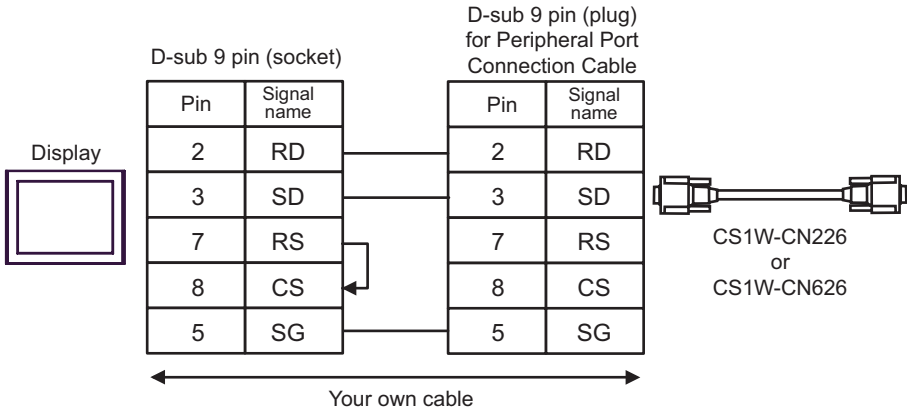 D-sub 9 pin (plug)
for Peripheral Port
Connection Cable
D-sub 9 pin (socket)
Pin Signal name Pin Signal name
Display
2 RD 2 RD
3 SD 3 SD
7 RS 7 RS
8 CS 8 CS
5 SG 5 SG
CS1W-CN226
or
CS1W-CN626
Your own cable